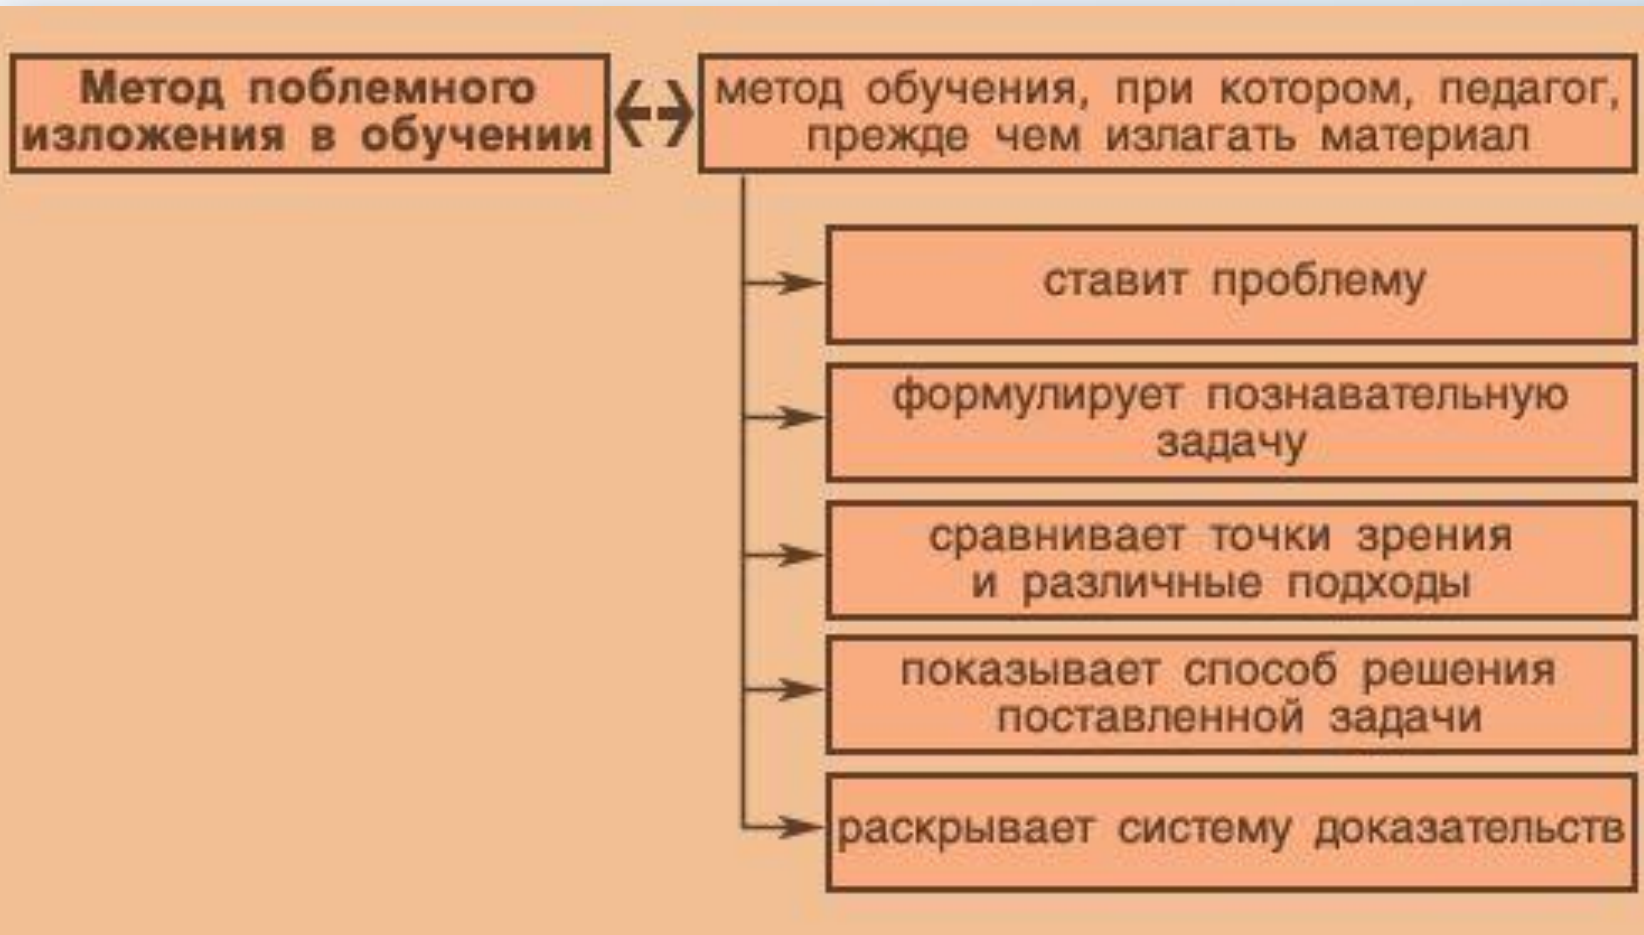 Метод поблемного
изложения в обучении
метод обучения, при котором, педагог,
прежде чем излагать материал
ставит проблему
формулирует познавательную
задачу
сравнивает точки зрения
и различные подходы
показывает способ решения
поставленной задачи
раскрывает систему доказательств